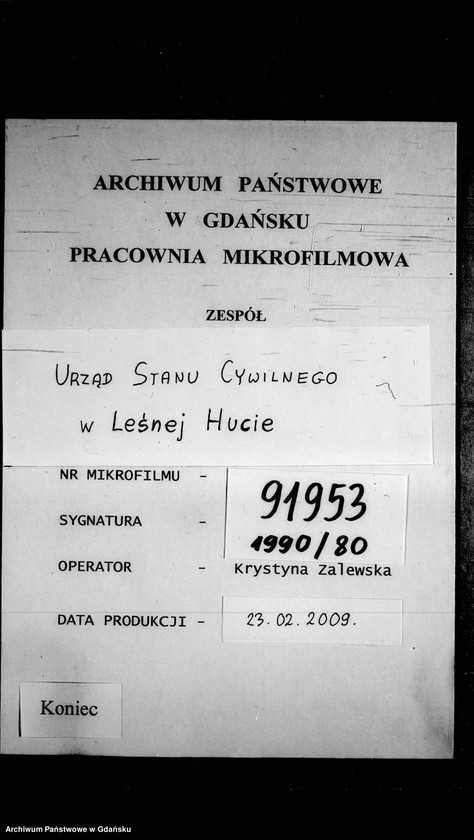 ARCHIWUM PAŃSTWOWE
W GDAŃSKU
PRACOWNIA MIKROFILMOWA
ZESPÓŁ
URZĄD STANU CYWILNEGO
w Leśnej Hucie
NR MIKROFILMU - 91953
SYGNATURA - 1990/80
OPERATOR - Krystyna Zalewska
DATA PRODUKCJI - 23.02.2009.
Koniec
Archiwum Państwowe w Gdańsku